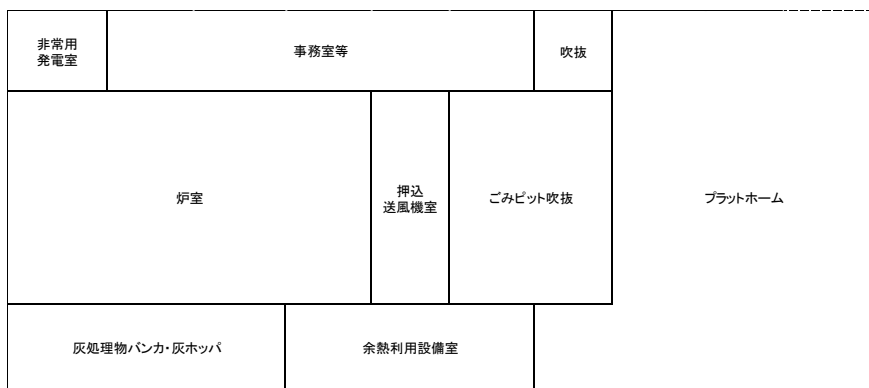 非常用
発電室
事務室等
吹抜
炉室
押込
送風機室
ごみピット吹抜
プラットホーム
灰処理物バンカ・灰ホッパ
余熱利用設備室